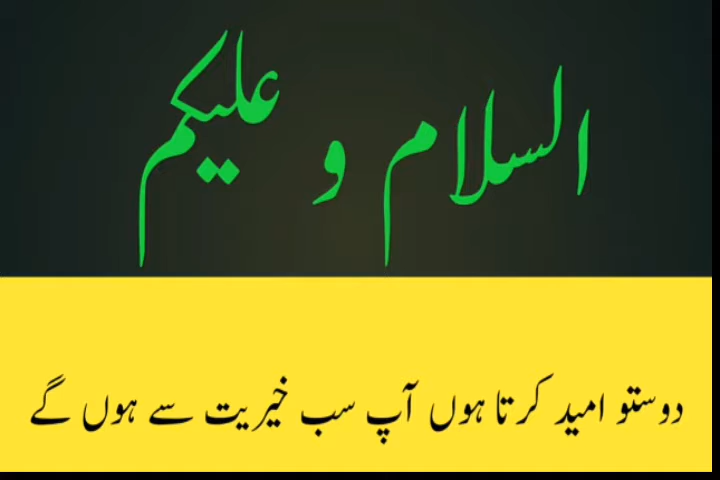 السلام و علیکم
دوستو امید کرتا ہوں آپ سب خیریت سے ہوں گے